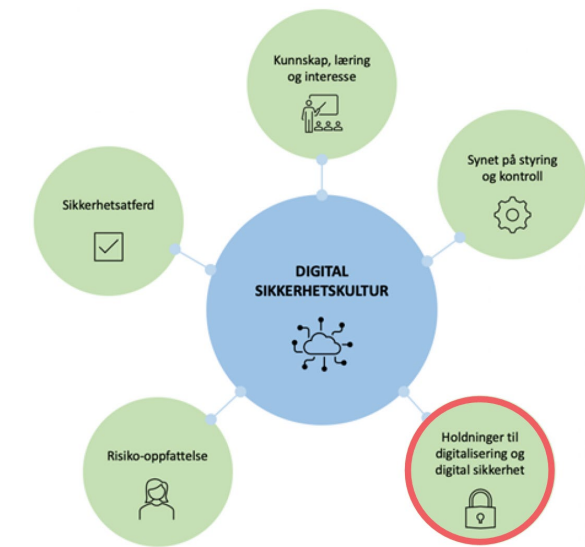 Kunnskap, læring
og interesse
Synet på styring
og kontroll
Sikkerhetsatferd
DIGITAL
SIKKERHETSKULTUR
Risiko-oppfattelse
Holdninger til
digitalisering og
digital sikkerhet